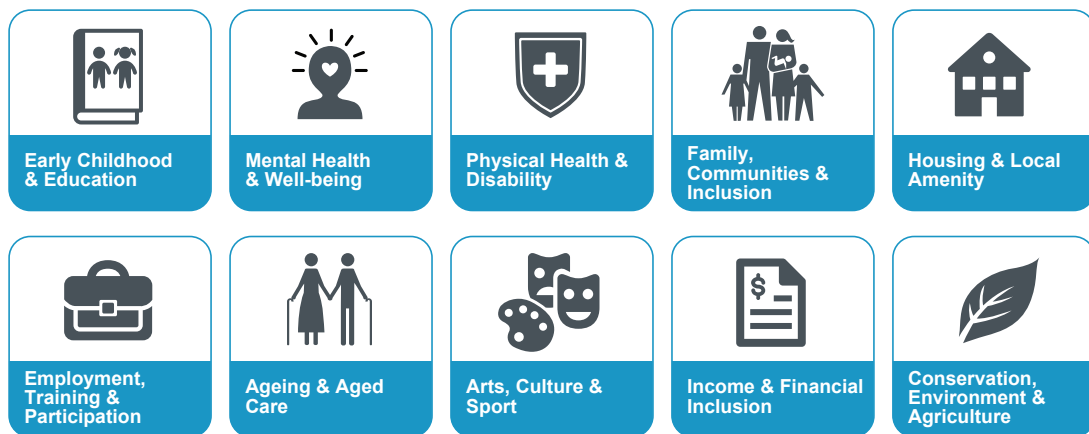 Early Childhood
& Education
Mental Health
& Well-being
Physical Health &
Disability
Family,
Communities &
Inclusion
Housing & Local
Amenity
Employment,
Training &
Participation
Ageing & Aged
Care
Arts, Culture &
Sport
$
Income & Financial
Inclusion
Conservation,
Environment &
Agriculture